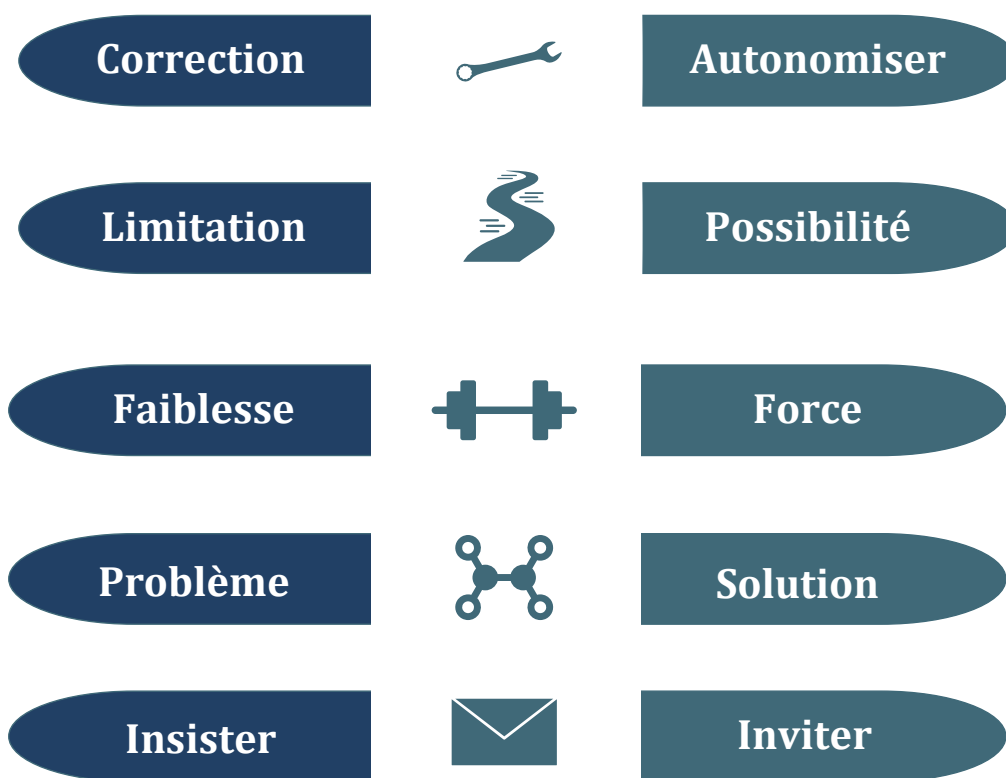 Correction
Autonomiser
Limitation
Possibilité
Faiblesse
Force
Problème
Solution
Insister
Inviter